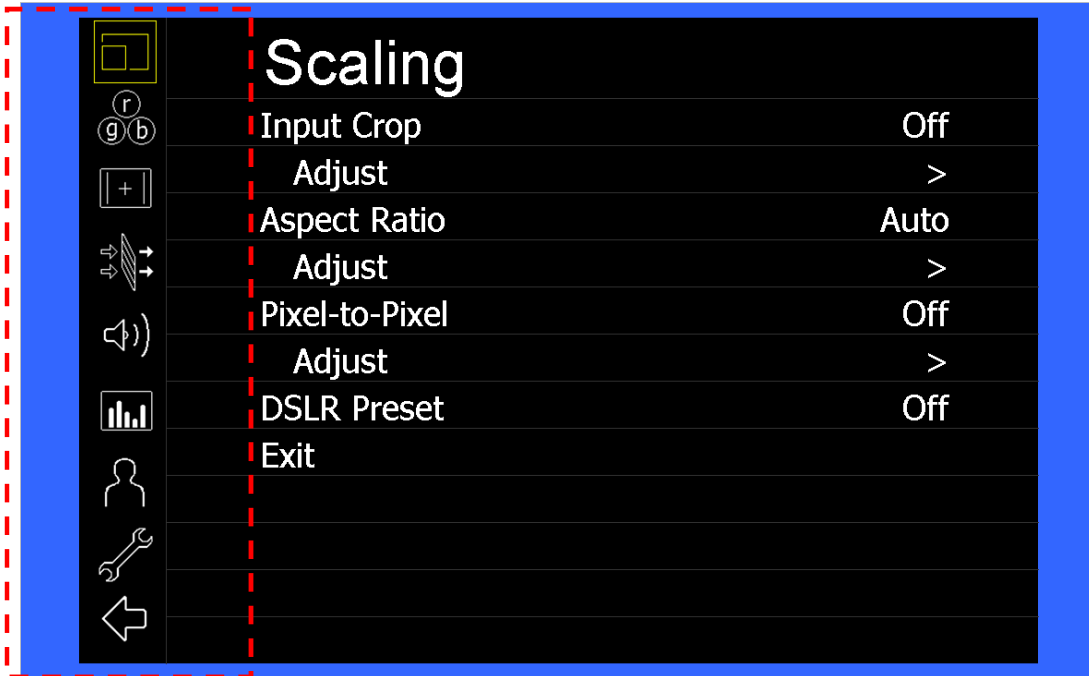 Scaling
r
g b
Input Crop Off
Adjust >
Aspect Ratio Auto
Adjust >
Pixel-to-Pixel Off
Adjust >
DSLR Preset Off
Exit